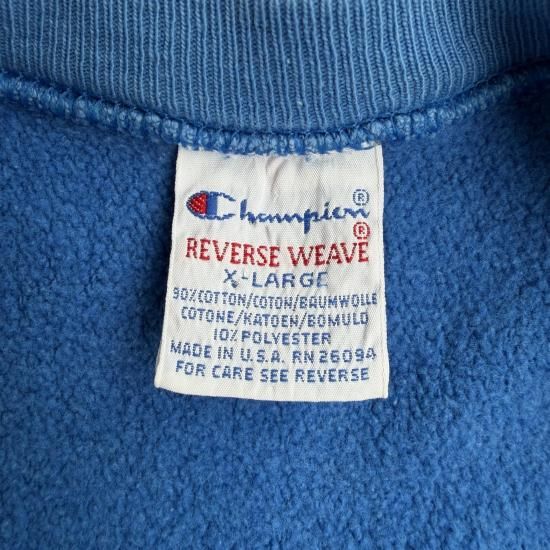 Champion®
REVERSE WEAVE®
X-LARGE
90%COTTON/COTON/BAUMWOLLE
COTONE/KATOEN/BOMULD
10% POLYESTER
MADE IN U.S.A. RN 26094
FOR CARE SEE REVERSE